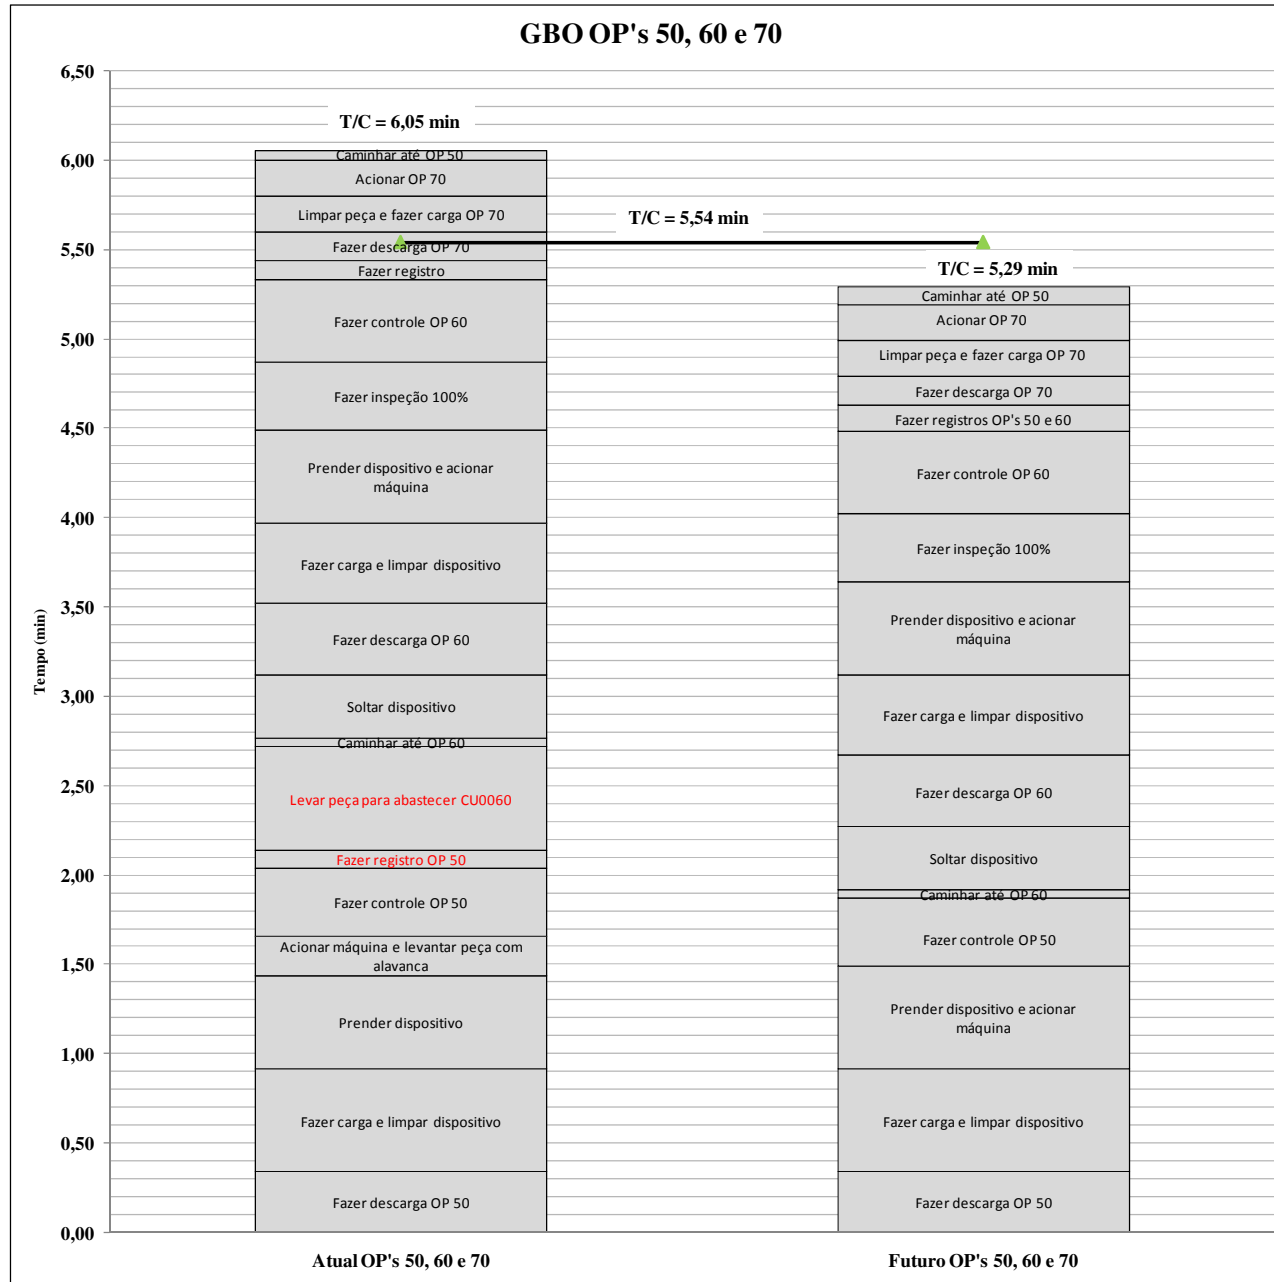 GBO OP's 50, 60 e 70
6,50
6,00
5,50
5,00
4,50
4,00
3,50
3,00
2,50
2,00
1,50
1,00
0,50
0,00
Tempo (min)
T/C = 6,05 min
Caminhar até OP 50
Acionar OP 70
Limpar peça e fazer carga OP 70
Fazer descarga OP 70
Fazer registro
Fazer controle OP 60
Fazer inspeção 100%
Prender dispositivo e acionar
máquina
Fazer carga e limpar dispositivo
Fazer descarga OP 60
Soltar dispositivo
Caminhar até OP 60
Levar peça para abastecer CU0060
Fazer registro OP 50
Fazer controle OP 50
Acionar máquina e levantar peça com
alavanca
Prender dispositivo
Fazer carga e limpar dispositivo
Fazer descarga OP 50
T/C = 5,54 min
T/C = 5,29 min
Caminhar até OP 50
Acionar OP 70
Limpar peça e fazer carga OP 70
Fazer descarga OP 70
Fazer registros OP's 50 e 60
Fazer controle OP 60
Fazer inspeção 100%
Prender dispositivo e acionar
máquina
Fazer carga e limpar dispositivo
Fazer descarga OP 60
Soltar dispositivo
Caminhar até OP 60
Fazer controle OP 50
Prender dispositivo e acionar
máquina
Fazer carga e limpar dispositivo
Fazer descarga OP 50
Atual OP's 50, 60 e 70
Futuro OP's 50, 60 e 70